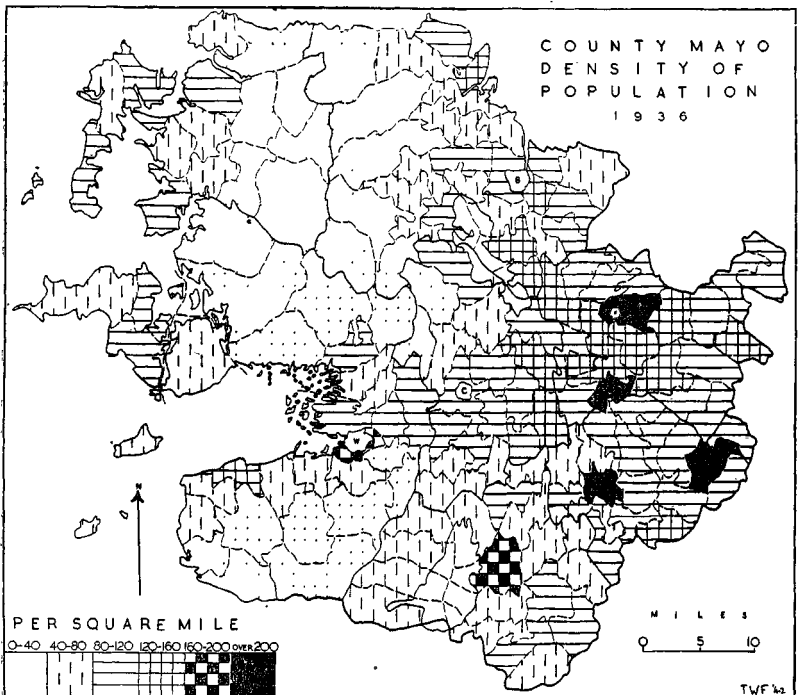 COUNTY MAYO
DENSITY OF
POPULATION
1936
B
C
W
N
PER SQUARE MILE
0-40 40-80 80-120 120-160 160-200 OVER 200
MILES
0 5 10
TWF '42